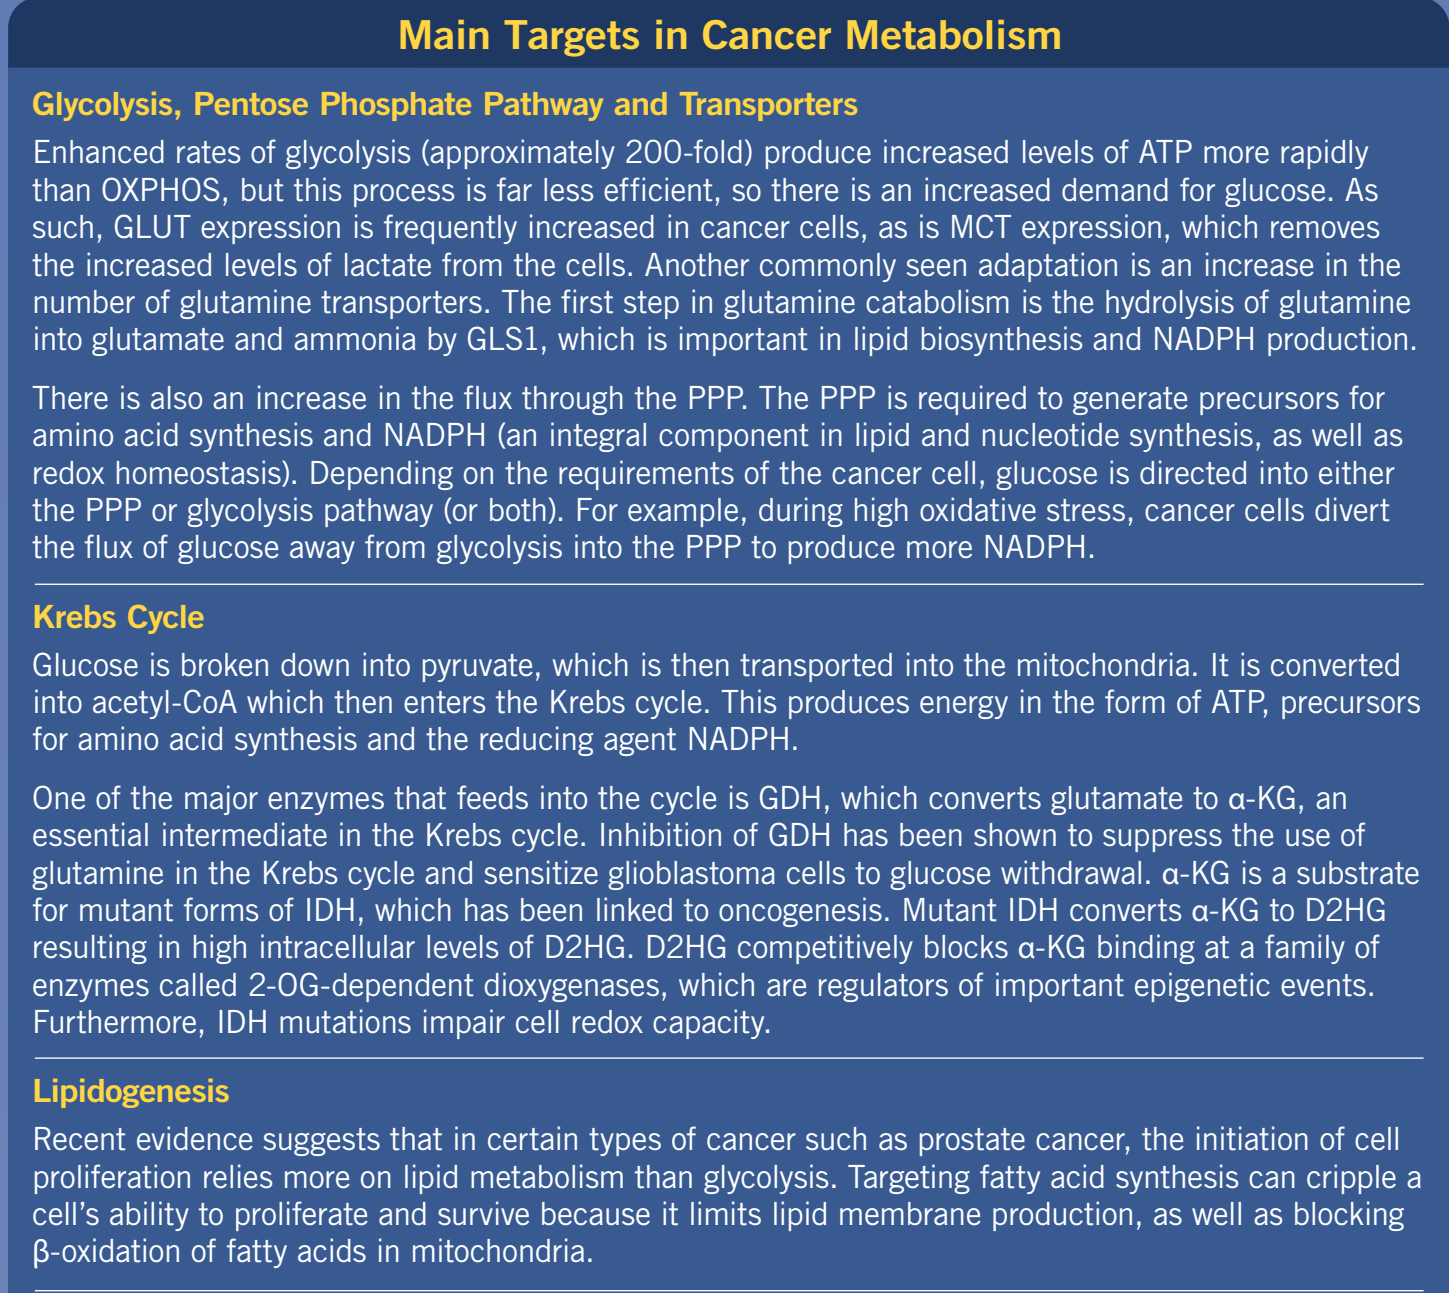 Main Targets in Cancer Metabolism
Glycolysis, Pentose Phosphate Pathway and Transporters
Enhanced rates of glycolysis (approximately 200-fold) produce increased levels of ATP more rapidly
than OXPHOS, but this process is far less efficient, so there is an increased demand for glucose. As
such, GLUT expression is frequently increased in cancer cells, as is MCT expression, which removes
the increased levels of lactate from the cells. Another commonly seen adaptation is an increase in the
number of glutamine transporters. The first step in glutamine catabolism is the hydrolysis of glutamine
into glutamate and ammonia by GLS1, which is important in lipid biosynthesis and NADPH production.
There is also an increase in the flux through the PPP. The PPP is required to generate precursors for
amino acid synthesis and NADPH (an integral component in lipid and nucleotide synthesis, as well as
redox homeostasis). Depending on the requirements of the cancer cell, glucose is directed into either
the PPP or glycolysis pathway (or both). For example, during high oxidative stress, cancer cells divert
the flux of glucose away from glycolysis into the PPP to produce more NADPH.
Krebs Cycle
Glucose is broken down into pyruvate, which is then transported into the mitochondria. It is converted
into acetyl-CoA which then enters the Krebs cycle. This produces energy in the form of ATP, precursors
for amino acid synthesis and the reducing agent NADPH.
One of the major enzymes that feeds into the cycle is GDH, which converts glutamate to α-KG, an
essential intermediate in the Krebs cycle. Inhibition of GDH has been shown to suppress the use of
glutamine in the Krebs cycle and sensitize glioblastoma cells to glucose withdrawal. α-KG is a substrate
for mutant forms of IDH, which has been linked to oncogenesis. Mutant IDH converts α-KG to D2HG
resulting in high intracellular levels of D2HG. D2HG competitively blocks α-KG binding at a family of
enzymes called 2-OG-dependent dioxygenases, which are regulators of important epigenetic events.
Furthermore, IDH mutations impair cell redox capacity.
Lipidogenesis
Recent evidence suggests that in certain types of cancer such as prostate cancer, the initiation of cell
proliferation relies more on lipid metabolism than glycolysis. Targeting fatty acid synthesis can cripple a
cell's ability to proliferate and survive because it limits lipid membrane production, as well as blocking
β-oxidation of fatty acids in mitochondria.